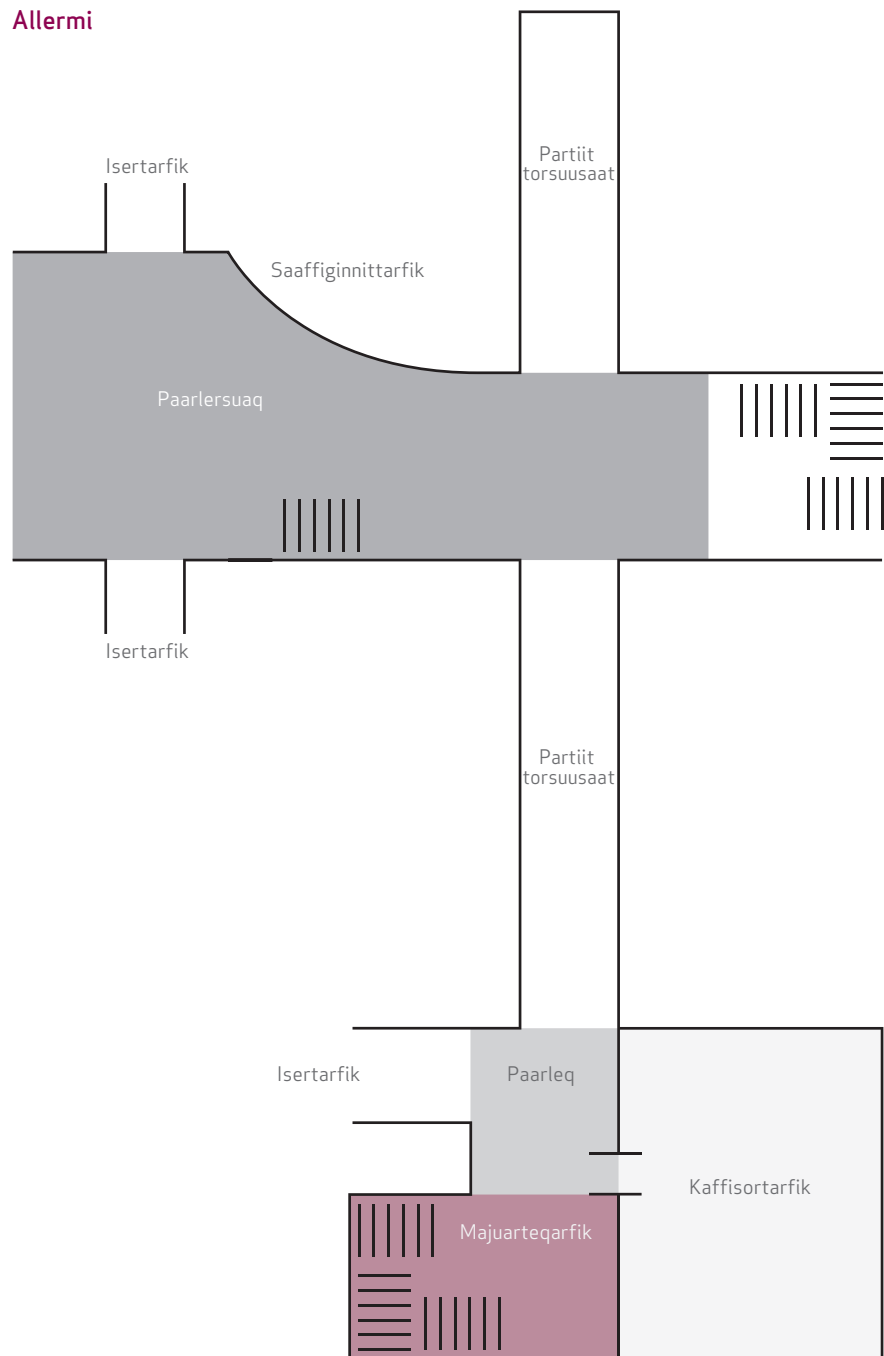 Allermi
Partiit
torsuusaat
Isertarfik
Saaffiginnittarfik
Paarlersuaq
Isertarfik
Partiit
torsuusaat
Isertarfik
Paarleq
Kaffisortarfik
Majuarteqarfik